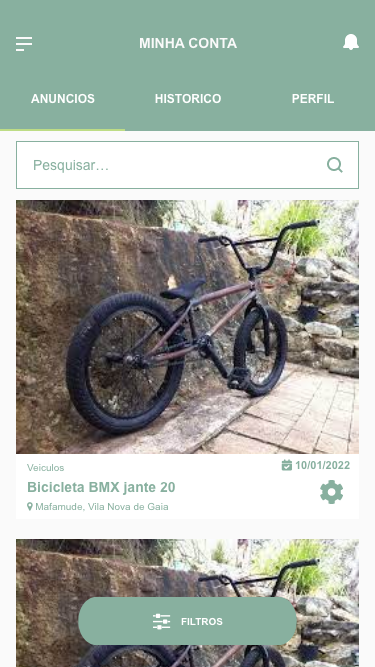 MINHA CONTA
ANUNCIOS HISTORICO PERFIL
Pesquisar...
Veiculos 10/01/2022
Bicicleta BMX jante 20
Mafamude, Vila Nova de Gaia
FILTROS